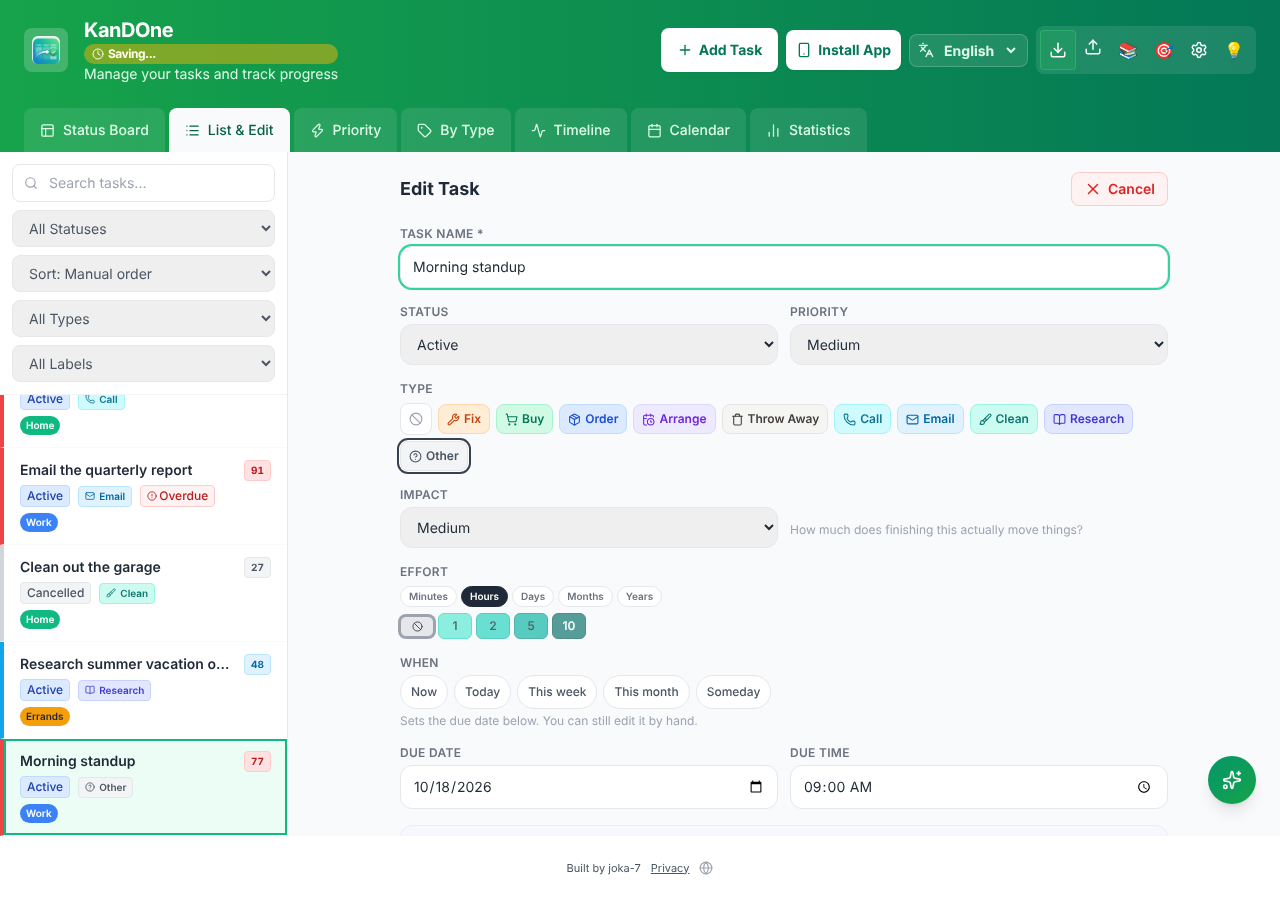 KanDOne
Saving...
Manage your tasks and track progress
Add Task
Install App
English
Status Board
List & Edit
Priority
By Type
Timeline
Calendar
Statistics
Search tasks...
All Statuses
Sort: Manual order
All Types
All Labels
Active
Call
Home
Email the quarterly report
91
Active
Email
Overdue
Work
Clean out the garage
27
Cancelled
Clean
Home
Research summer vacation o...
48
Active
Research
Errands
Morning standup
77
Active
Other
Work
Edit Task
Cancel
TASK NAME *
Morning standup
STATUS
PRIORITY
Active
Medium
TYPE
Fix
Buy
Order
Arrange
Throw Away
Call
Email
Clean
Research
Other
IMPACT
Medium
How much does finishing this actually move things?
EFFORT
Minutes
Hours
Days
Months
Years
1
2
5
10
WHEN
Now
Today
This week
This month
Someday
Sets the due date below. You can still edit it by hand.
DUE DATE
DUE TIME
10/18/2026
09:00 AM
Built by joka-7
Privacy